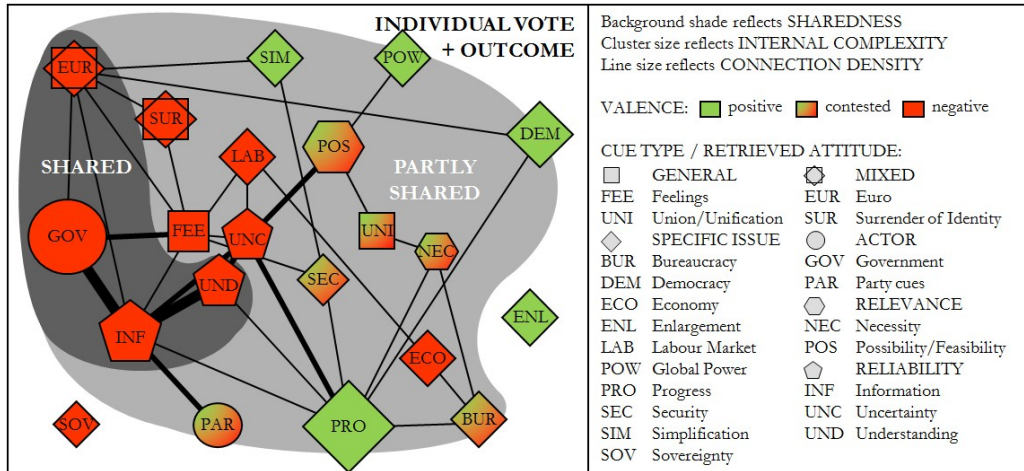 INDIVIDUAL VOTE
+ OUTCOME
EUR
SIM
POW
SUR
DEM
LAB
POS
SHARED
PARTLY
SHARED
GOV
FEE
UNC
UNI
NEC
UND
SEC
ENL
INF
ECO
SOV
PAR
PRO
BUR
Background shade reflects SHAREDNESS
Cluster size reflects INTERNAL COMPLEXITY
Line size reflects CONNECTION DENSITY
VALENCE: positive contested negative
CUE TYPE / RETRIEVED ATTITUDE:
GENERAL MIXED
FEE Feelings EUR Euro
UNI Union/Unification SUR Surrender of Identity
SPECIFIC ISSUE ACTOR
BUR Bureaucracy GOV Government
DEM Democracy PAR Party cues
ECO Economy RELEVANCE
ENL Enlargement NEC Necessity
LAB Labour Market POS Possibility/Feasibility
POW Global Power RELIABILITY
PRO Progress INF Information
SEC Security UNC Uncertainty
SIM Simplification UND Understanding
SOV Sovereignty